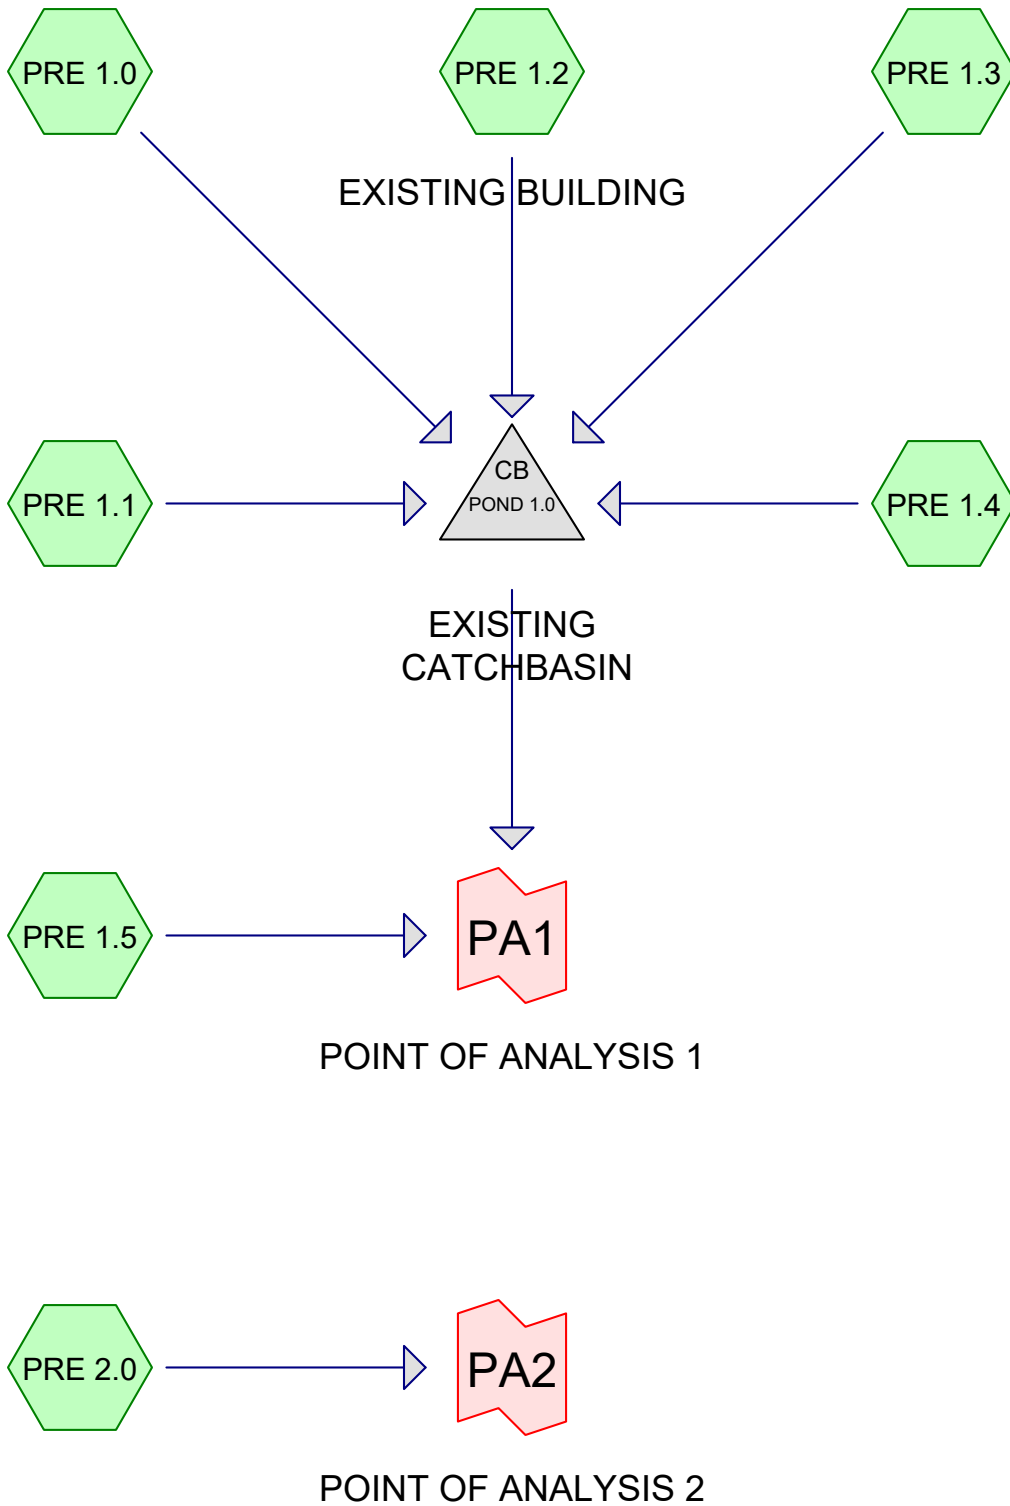 PRE 1.0
PRE 1.2
PRE 1.3
EXISTING BUILDING
PRE 1.1
CB
POND 1.0
PRE 1.4
EXISTING
CATCHBASIN
PRE 1.5
PA1
POINT OF ANALYSIS 1
PRE 2.0
PA2
POINT OF ANALYSIS 2